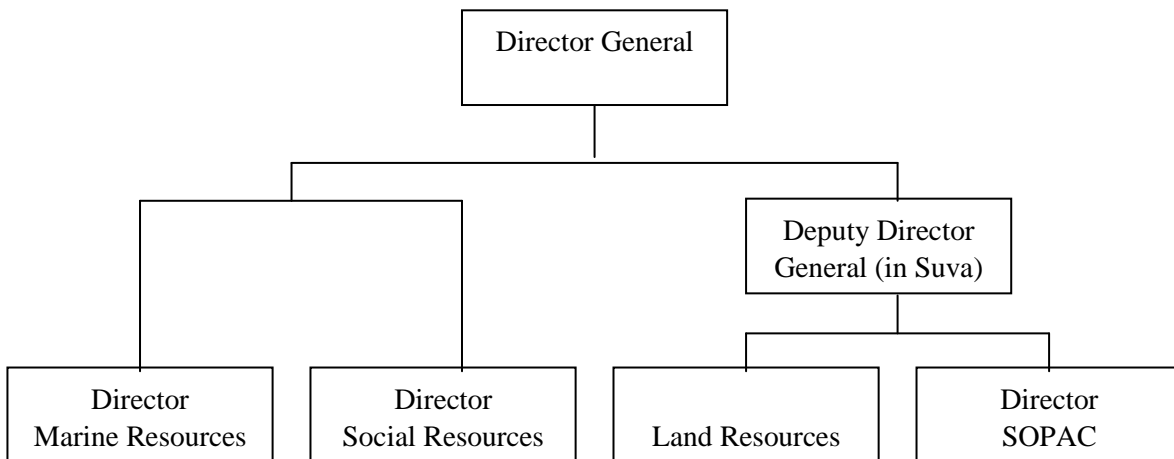 Director General
Deputy Director
General (in Suva)
Director
Marine Resources
Director
Social Resources
Land Resources
Director
SOPAC